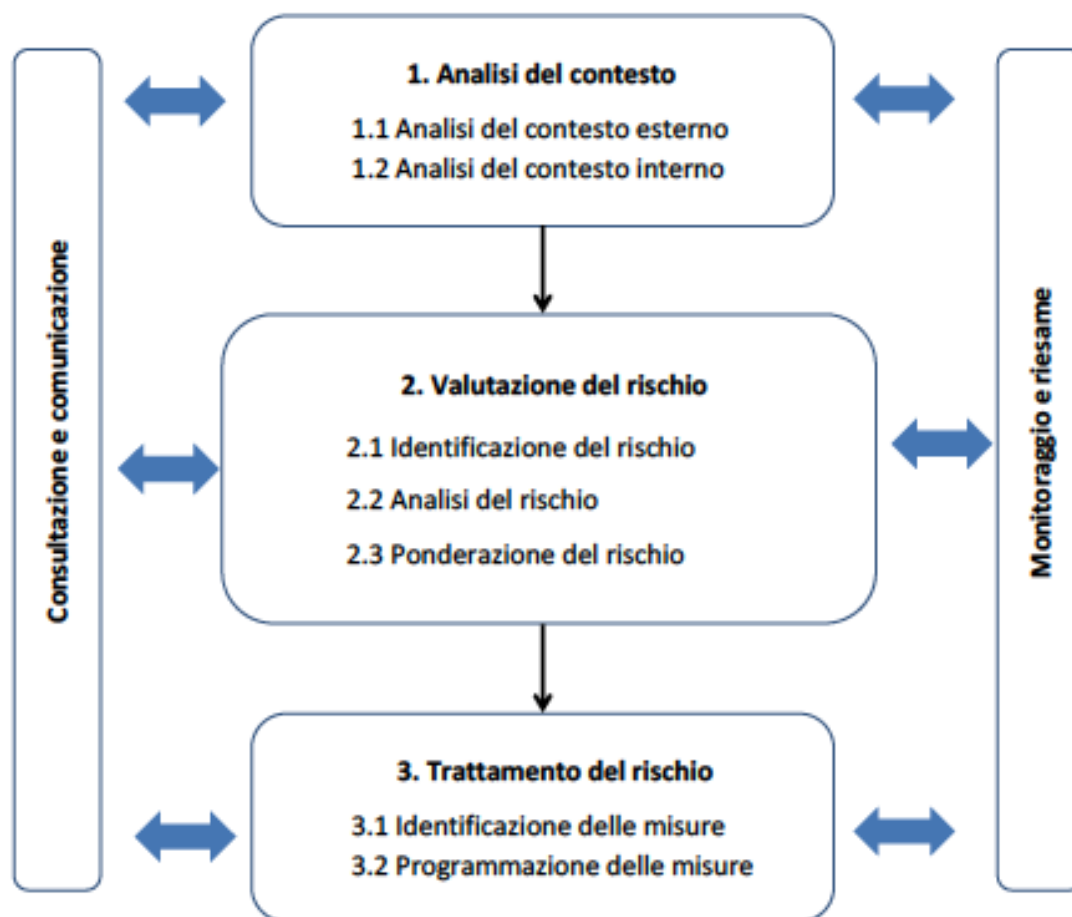 Consultazione e comunicazione
1. Analisi del contesto
1.1 Analisi del contesto esterno
1.2 Analisi del contesto interno
2. Valutazione del rischio
2.1 Identificazione del rischio
2.2 Analisi del rischio
2.3 Ponderazione del rischio
3. Trattamento del rischio
3.1 Identificazione delle misure
3.2 Programmazione delle misure
Monitoraggio e riesame